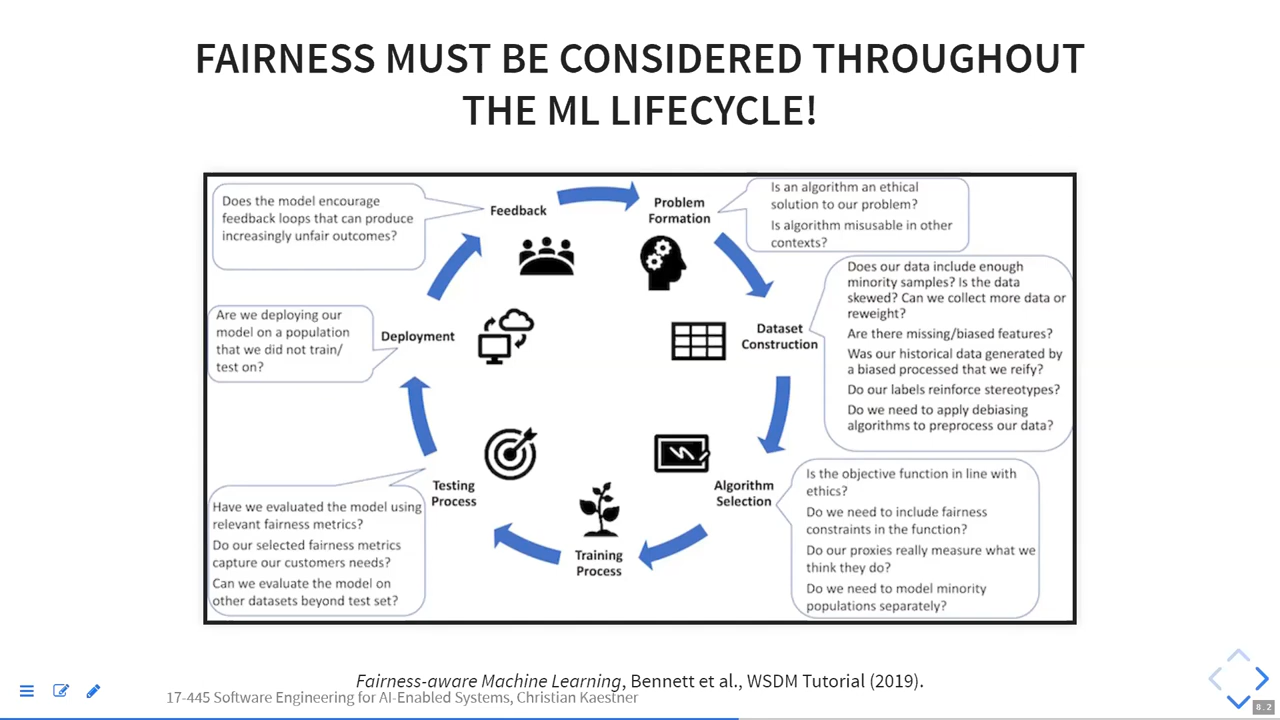 FAIRNESS MUST BE CONSIDERED THROUGHOUT
THE ML LIFECYCLE!
Does the model encourage
feedback loops that can produce
increasingly unfair outcomes?
Feedback
Problem
Formation
Is an algorithm an ethical
solution to our problem?
Is algorithm misusable in other
contexts?
Does our data include enough
minority samples? Is the data
skewed? Can we collect more data or
reweight?
Are there missing/biased features?
Was our historical data generated by
a biased processed that we reify?
Do our labels reinforce stereotypes?
Do we need to apply debiasing
algorithms to preprocess our data?
Dataset
Construction
Are we deploying our
model on a population
that we did not train/
test on?
Deployment
Algorithm
Selection
Is the objective function in line with
ethics?
Do we need to include fairness
constraints in the function?
Do our proxies really measure what we
think they do?
Do we need to model minority
populations separately?
Testing
Process
Have we evaluated the model using
relevant fairness metrics?
Do our selected fairness metrics
capture our customers needs?
Can we evaluate the model on
other datasets beyond test set?
Training
Process
Fairness-aware Machine Learning, Bennett et al., WSDM Tutorial (2019).
17-445 Software Engineering for AI-Enabled Systems, Christian Kaestner
8.2